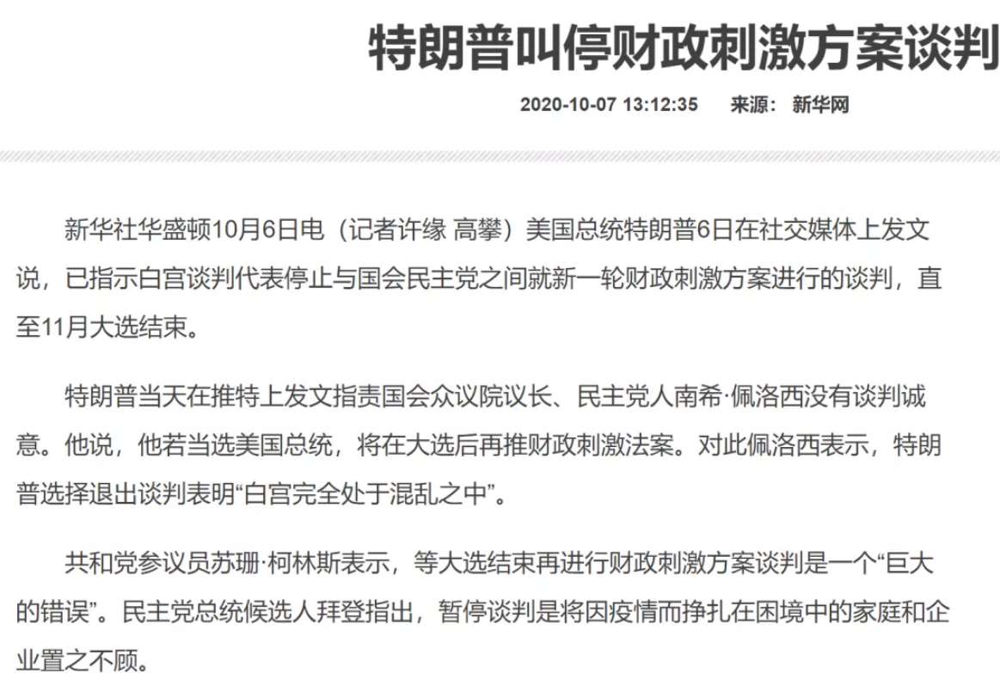 特朗普叫停财政刺激方案谈判
2020-10-07 13:12:35 来源： 新华网
新华社华盛顿10月6日电（记者许缘 高攀）美国总统特朗普6日在社交媒体上发文
说，已指示白宫谈判代表停止与国会民主党之间就新一轮财政刺激方案进行的谈判，直
至11月大选结束。
特朗普当天在推特上发文指责国会众议院议长、民主党人南希·佩洛西没有谈判诚
意。他说，他若当选美国总统，将在大选后再推财政刺激法案。对此佩洛西表示，特朗
普选择退出谈判表明“白宫完全处于混乱之中”。
共和党参议员苏珊·柯林斯表示，等大选结束再进行财政刺激方案谈判是一个“巨大
的错误”。民主党总统候选人拜登指出，暂停谈判是将因疫情而挣扎在困境中的家庭和企
业置之不顾。